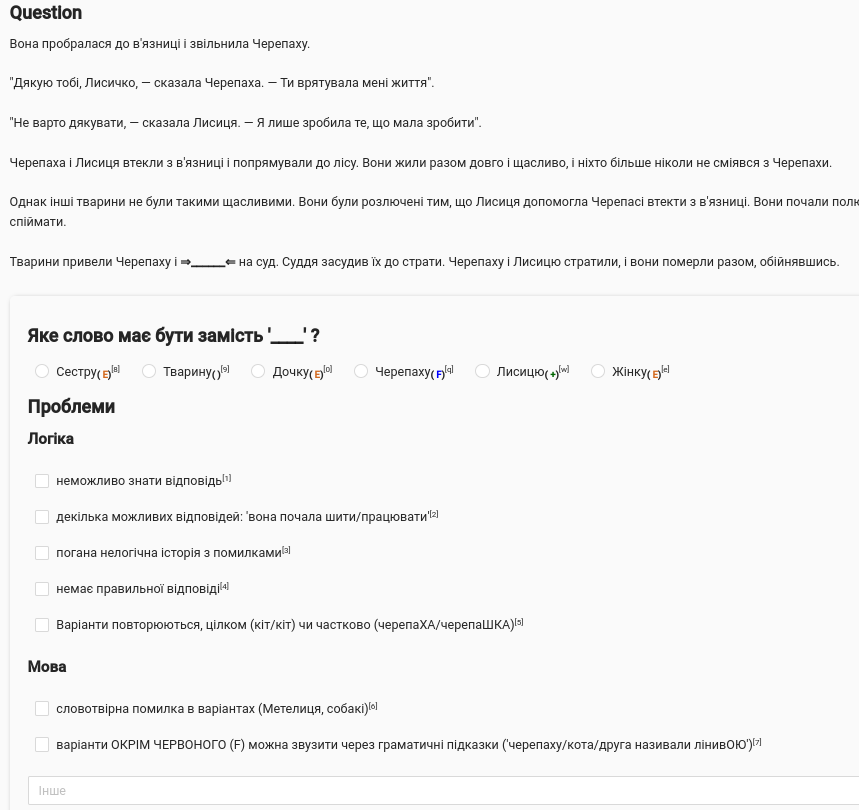 Question
Вона пробралася до в'язниці і звільнила Черепаху.
"Дякую тобі, Лисичко, — сказала Черепаха. — Ти врятувала мені життя".
"Не варто дякувати, — сказала Лисиця. — Я лише зробила те, що мала зробити".
Черепаха і Лисиця втекли з в'язниці і попрямували до лісу. Вони жили разом довго і щасливо, і ніхто більше ніколи не сміявся з Черепахи.
Однак інші тварини не були такими щасливими. Вони були розлючені тим, що Лисиця допомогла Черепасі втекти з в'язниці. Вони почали
спіймати.
Тварини привели Черепаху і ⇒______⇐ на суд. Суддя засудив їх до страти. Черепаху і Лисицю стратили, і вони померли разом, обійнявшись.
Яке слово має бути замість '____' ?
Сестру( E)[8] Тварину( )[9] Дочку( E)[0] Черепаху( F)[q] Лисицю( +)[w] Жінку( E)[e]
Проблеми
Логіка
неможливо знати відповідь[1]
декілька можливих відповідей: 'вона почала шити/працювати'[2]
погана нелогічна історія з помилками[3]
немає правильної відповіді[4]
Варіанти повторюються, цілком (кіт/кіт) чи частково (черепаХА/черепаШКА)[5]
Мова
словотвірна помилка в варіантах (Метелиця, собакі)[6]
варіанти ОКРІМ ЧЕРВОНОГО (F) можна звузити через граматичні підказки ('черепаху/кота/друга називали лінивОЮ')[7]
Інше